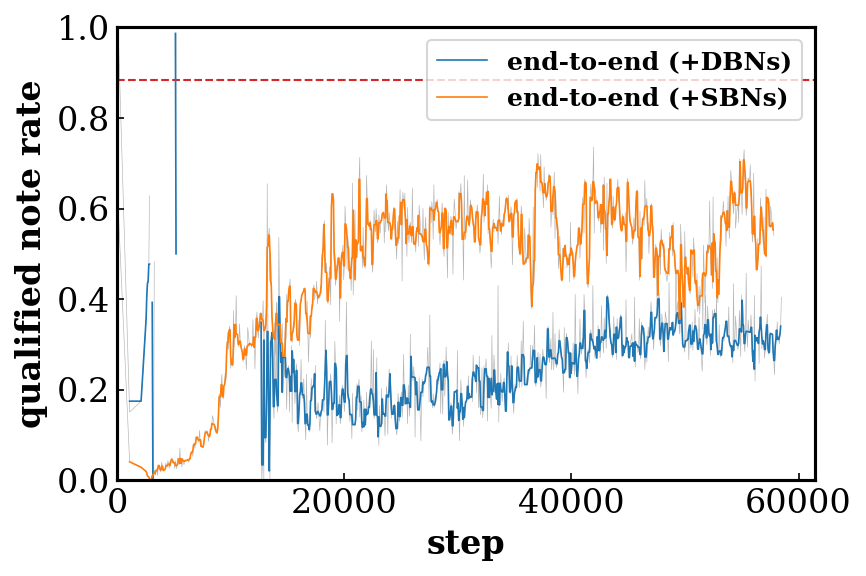 1.0
0.8
0.6
0.4
0.2
0.0
qualified note rate
end-to-end (+DBNs)
end-to-end (+SBNs)
0
20000
40000
60000
step